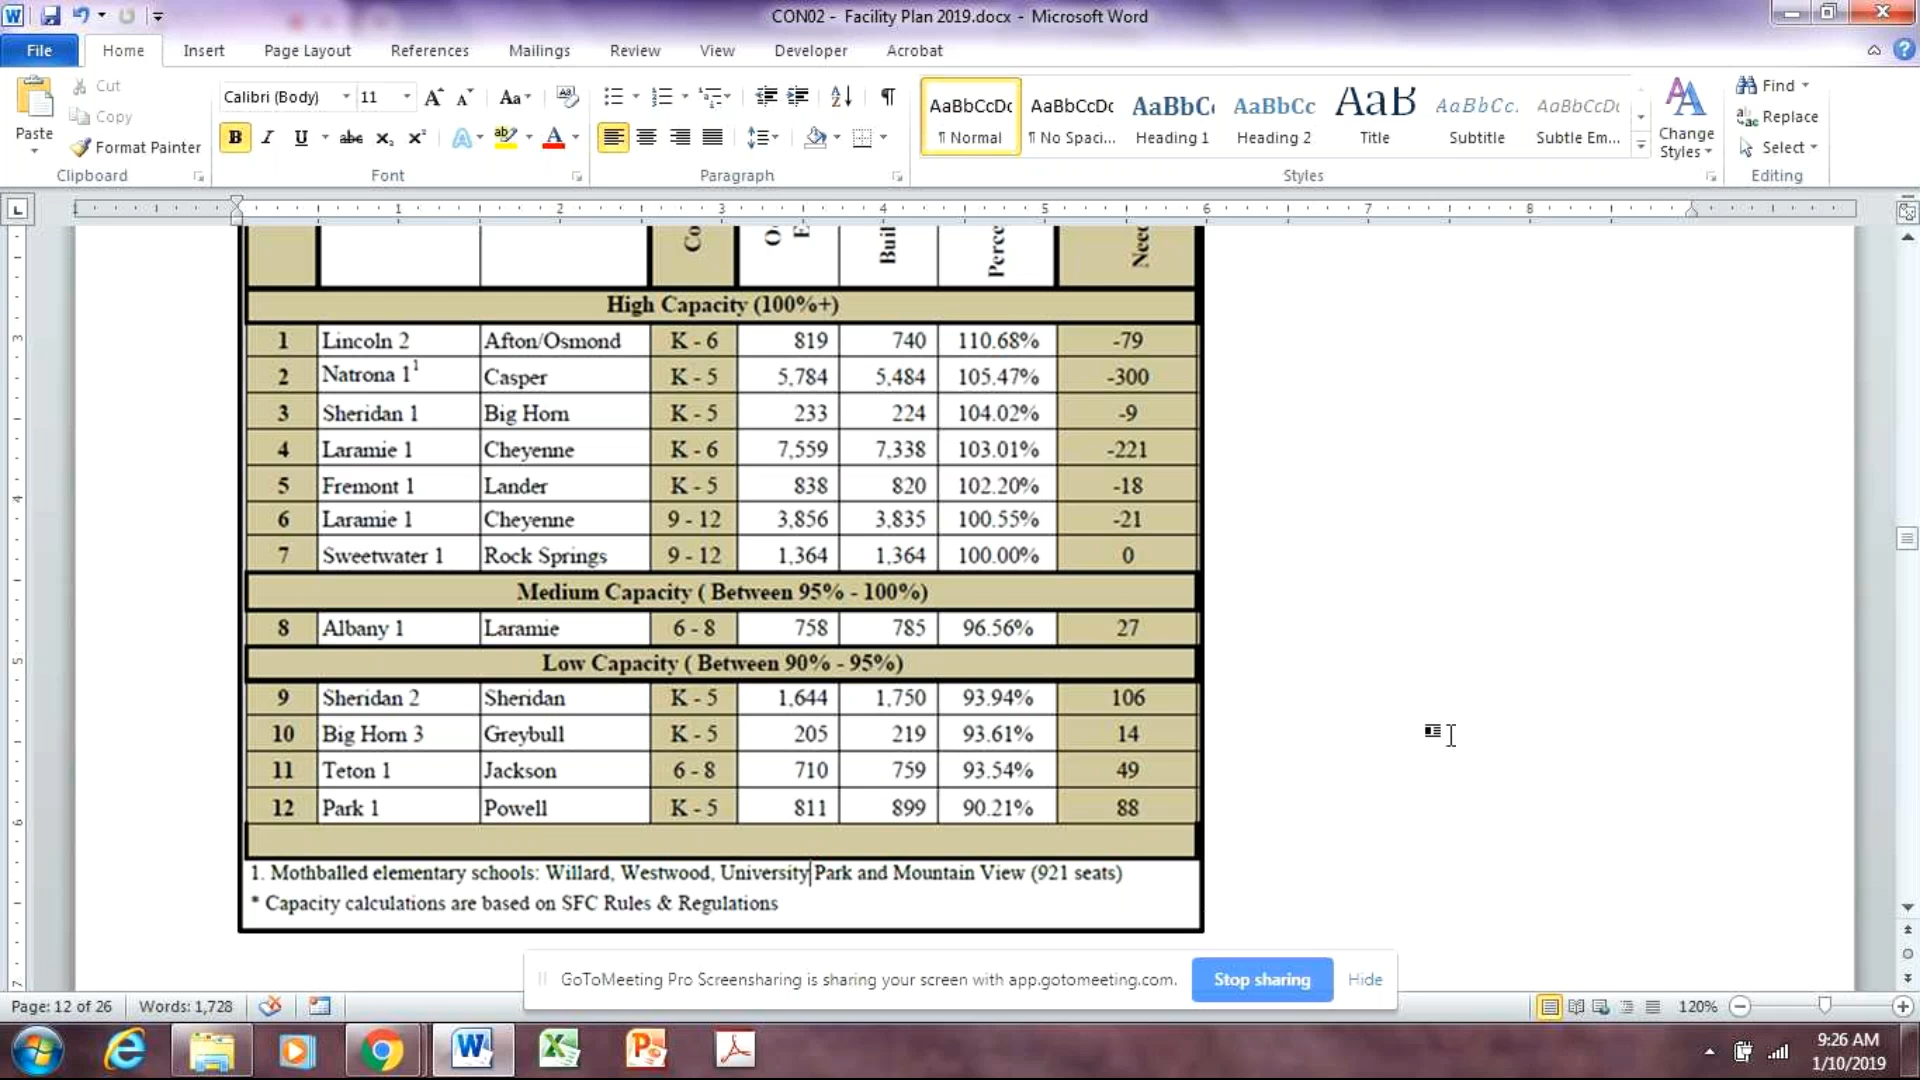 CON02 - Facility Plan 2019.docx - Microsoft Word
File Home Insert Page Layout References Mailings Review View Developer Acrobat
Paste
Cut
Copy
Format Painter
Clipboard
Calibri (Body) 11
Font
Paragraph
AaBbCcDc AaBbCcDc AaBbC AaBbCc AaB AaBbCc. AaBbCcDc
¶ Normal ¶ No Spaci... Heading 1 Heading 2 Title Subtitle Subtle Em...
Change Styles
Styles
Find
Replace
Select
Editing
1 1 2 3 4 5 6 7 8
High Capacity (100%+)
1 Lincoln 2 Afton/Osmond K - 6 819 740 110.68% -79
2 Natrona 1¹ Casper K - 5 5,784 5,484 105.47% -300
3 Sheridan 1 Big Horn K - 5 233 224 104.02% -9
4 Laramie 1 Cheyenne K - 6 7,559 7,338 103.01% -221
5 Fremont 1 Lander K - 5 838 820 102.20% -18
6 Laramie 1 Cheyenne 9 - 12 3,856 3,835 100.55% -21
7 Sweetwater 1 Rock Springs 9 - 12 1,364 1,364 100.00% 0
Medium Capacity ( Between 95% - 100%)
8 Albany 1 Laramie 6 - 8 758 785 96.56% 27
Low Capacity ( Between 90% - 95%)
9 Sheridan 2 Sheridan K - 5 1,644 1,750 93.94% 106
10 Big Horn 3 Greybull K - 5 205 219 93.61% 14
11 Teton 1 Jackson 6 - 8 710 759 93.54% 49
12 Park 1 Powell K - 5 811 899 90.21% 88
1. Mothballed elementary schools: Willard, Westwood, University Park and Mountain View (921 seats)
* Capacity calculations are based on SFC Rules & Regulations
GoToMeeting Pro Screensharing is sharing your screen with app.gotomeeting.com. Stop sharing Hide
Page: 12 of 26 Words: 1,728 120%
9:26 AM
1/10/2019